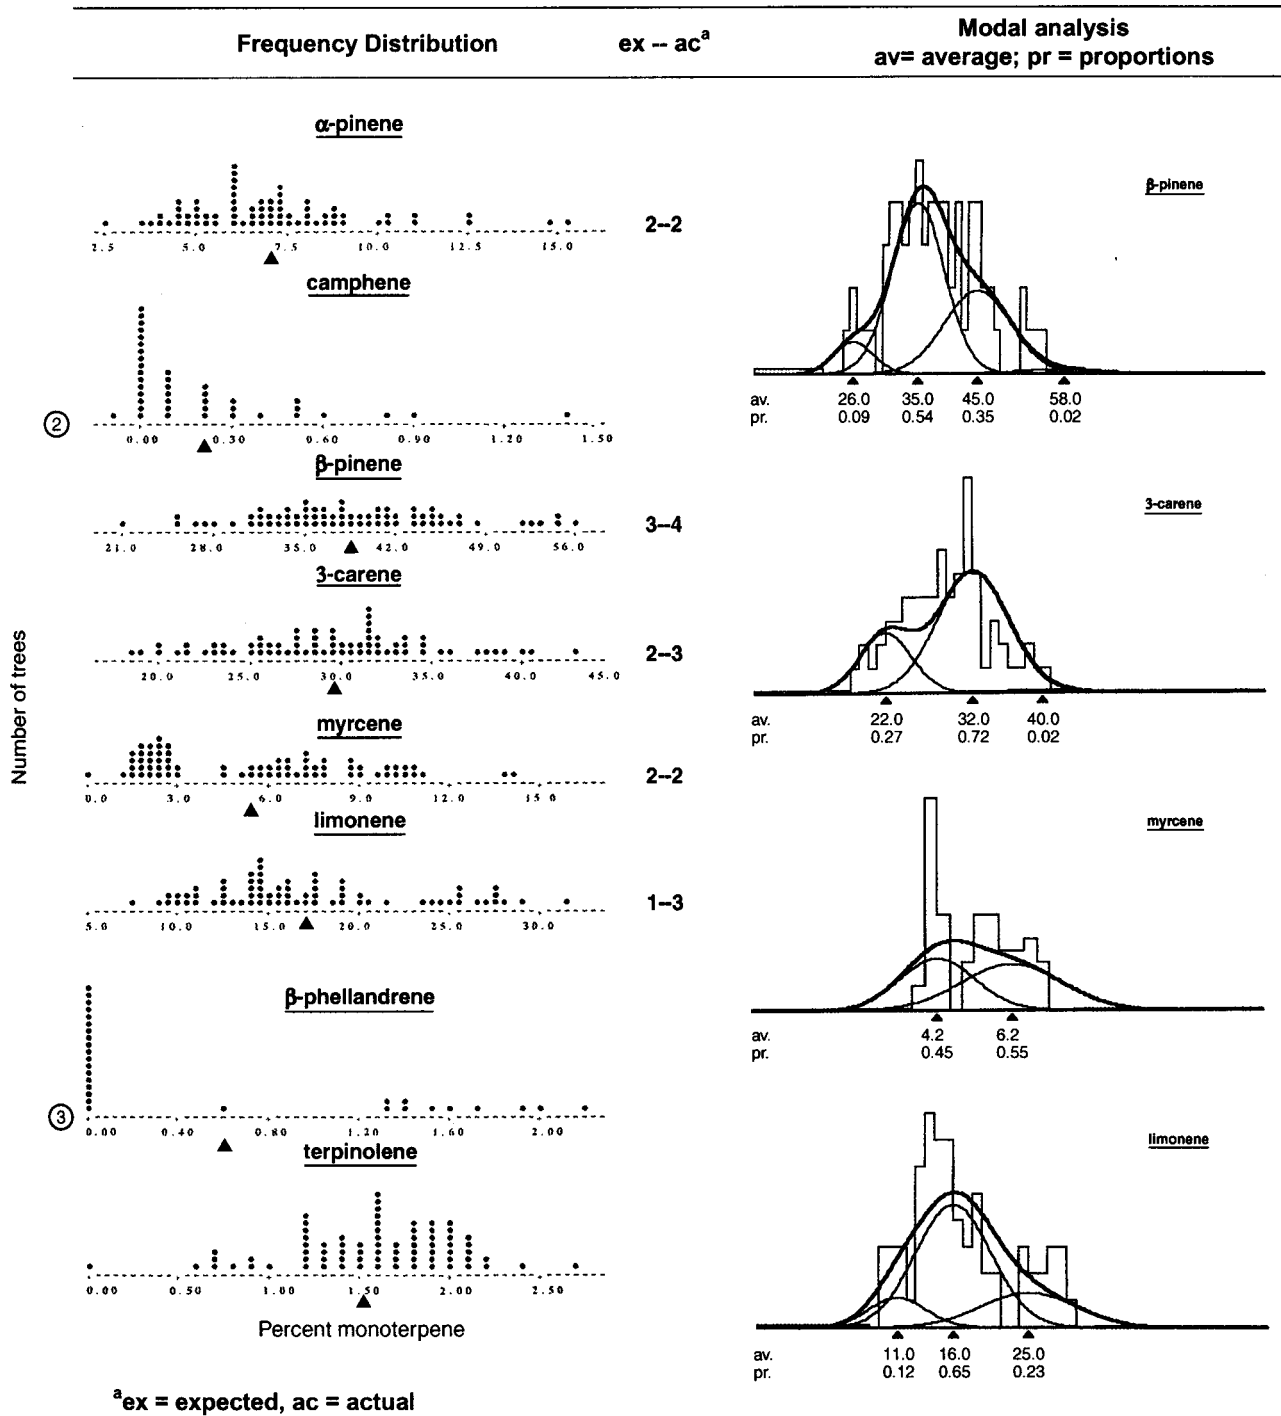 Frequency Distribution
ex -- acᵃ
Modal analysis
av= average; pr = proportions
Number of trees
α-pinene
2.5 5.0 7.5 10.0 12.5 15.0
2--2
camphene
②
0.00 0.30 0.60 0.90 1.20 1.50
β-pinene
21.0 28.0 35.0 42.0 49.0 56.0
3--4
3-carene
20.0 25.0 30.0 35.0 40.0 45.0
2--3
myrcene
0.0 3.0 6.0 9.0 12.0 15.0
2--2
limonene
5.0 10.0 15.0 20.0 25.0 30.0
1--3
β-phellandrene
③
0.00 0.40 0.80 1.20 1.60 2.00
terpinolene
0.00 0.50 1.00 1.50 2.00 2.50
Percent monoterpene
ᵃex = expected, ac = actual
β-pinene
av. 26.0 35.0 45.0 58.0
pr. 0.09 0.54 0.35 0.02
3-carene
av. 22.0 32.0 40.0
pr. 0.27 0.72 0.02
myrcene
av. 4.2 6.2
pr. 0.45 0.55
limonene
av. 11.0 16.0 25.0
pr. 0.12 0.65 0.23